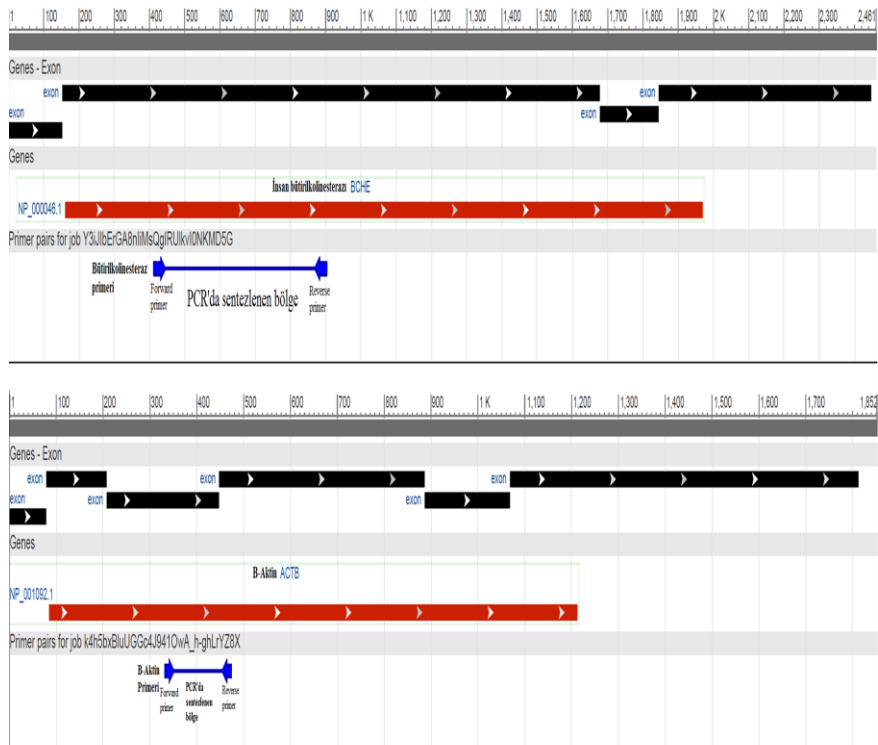 1 100 200 300 400 500 600 700 800 900 1 K 1,100 1,200 1,300 1,400 1,500 1,600 1,700 1,800 1,900 2 K 2,100 2,200 2,300 2,461
Genes - Exon
exon exon
exon exon
Genes
İnsan bütirilkolinesterazı BCHE
NP_000046.1
Primer pairs for job
Bütirilkolinesteraz
primeri
Forward
primer
PCR'da sentezlenen bölge
Reverse
primer
1 100 200 300 400 500 600 700 800 900 1 K 1,100 1,200 1,300 1,400 1,500 1,600 1,700 1,852
Genes - Exon
exon exon exon
exon exon exon
Genes
B-Aktin ACTB
NP_001092.1
Primer pairs for job
B-Aktin
Primeri
Forward
primer
PCR'da
sentezlenen
bölge
Reverse
primer